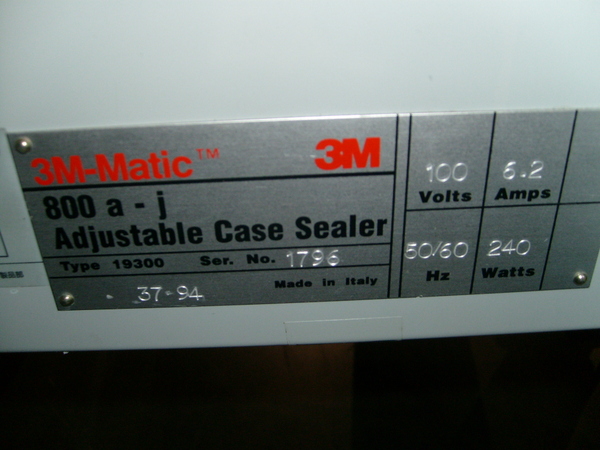 3M-Matic™ 3M
800 a - j
Adjustable Case Sealer
Type 19300 Ser. No. 1796
37-94 Made in Italy
100 6.2
Volts Amps
50/60 240
Hz Watts